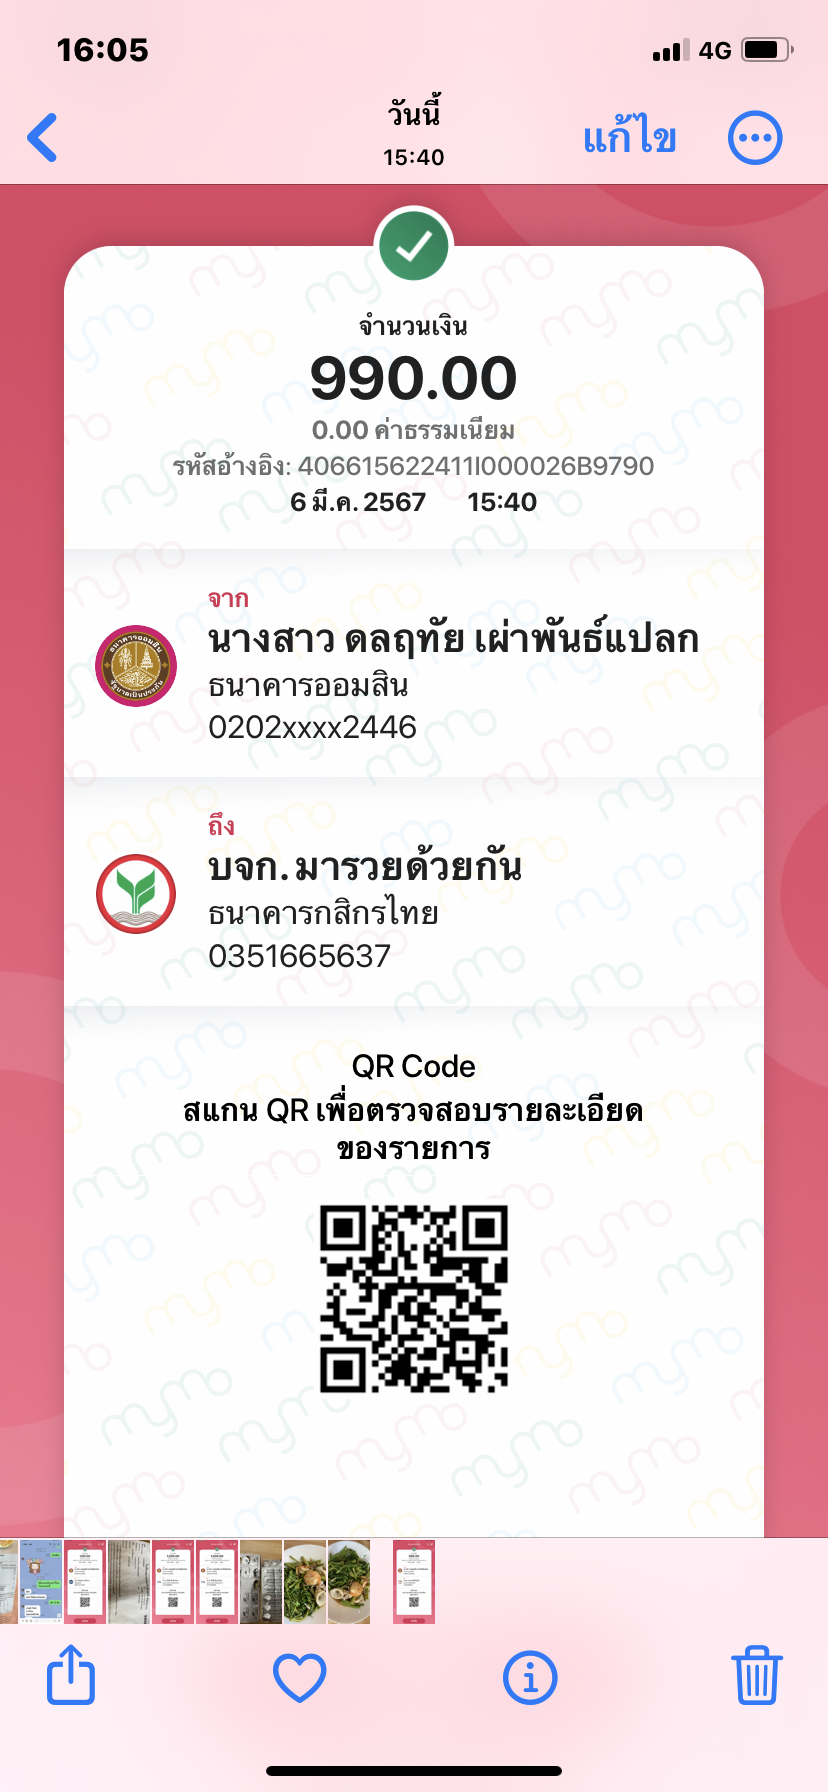 16:05
4G
วันนี้
15:40
แก้ไข
จำนวนเงิน
990.00
0.00 ค่าธรรมเนียม
รหัสอ้างอิง: 406615622411I000026B9790
6 มี.ค. 2567 15:40
จาก
นางสาว ดลฤทัย เผ่าพันธ์แปลก
ธนาคารออมสิน
0202xxxx2446
ถึง
บจก. มารวยด้วยกัน
ธนาคารกสิกรไทย
0351665637
QR Code
สแกน QR เพื่อตรวจสอบรายละเอียด
ของรายการ